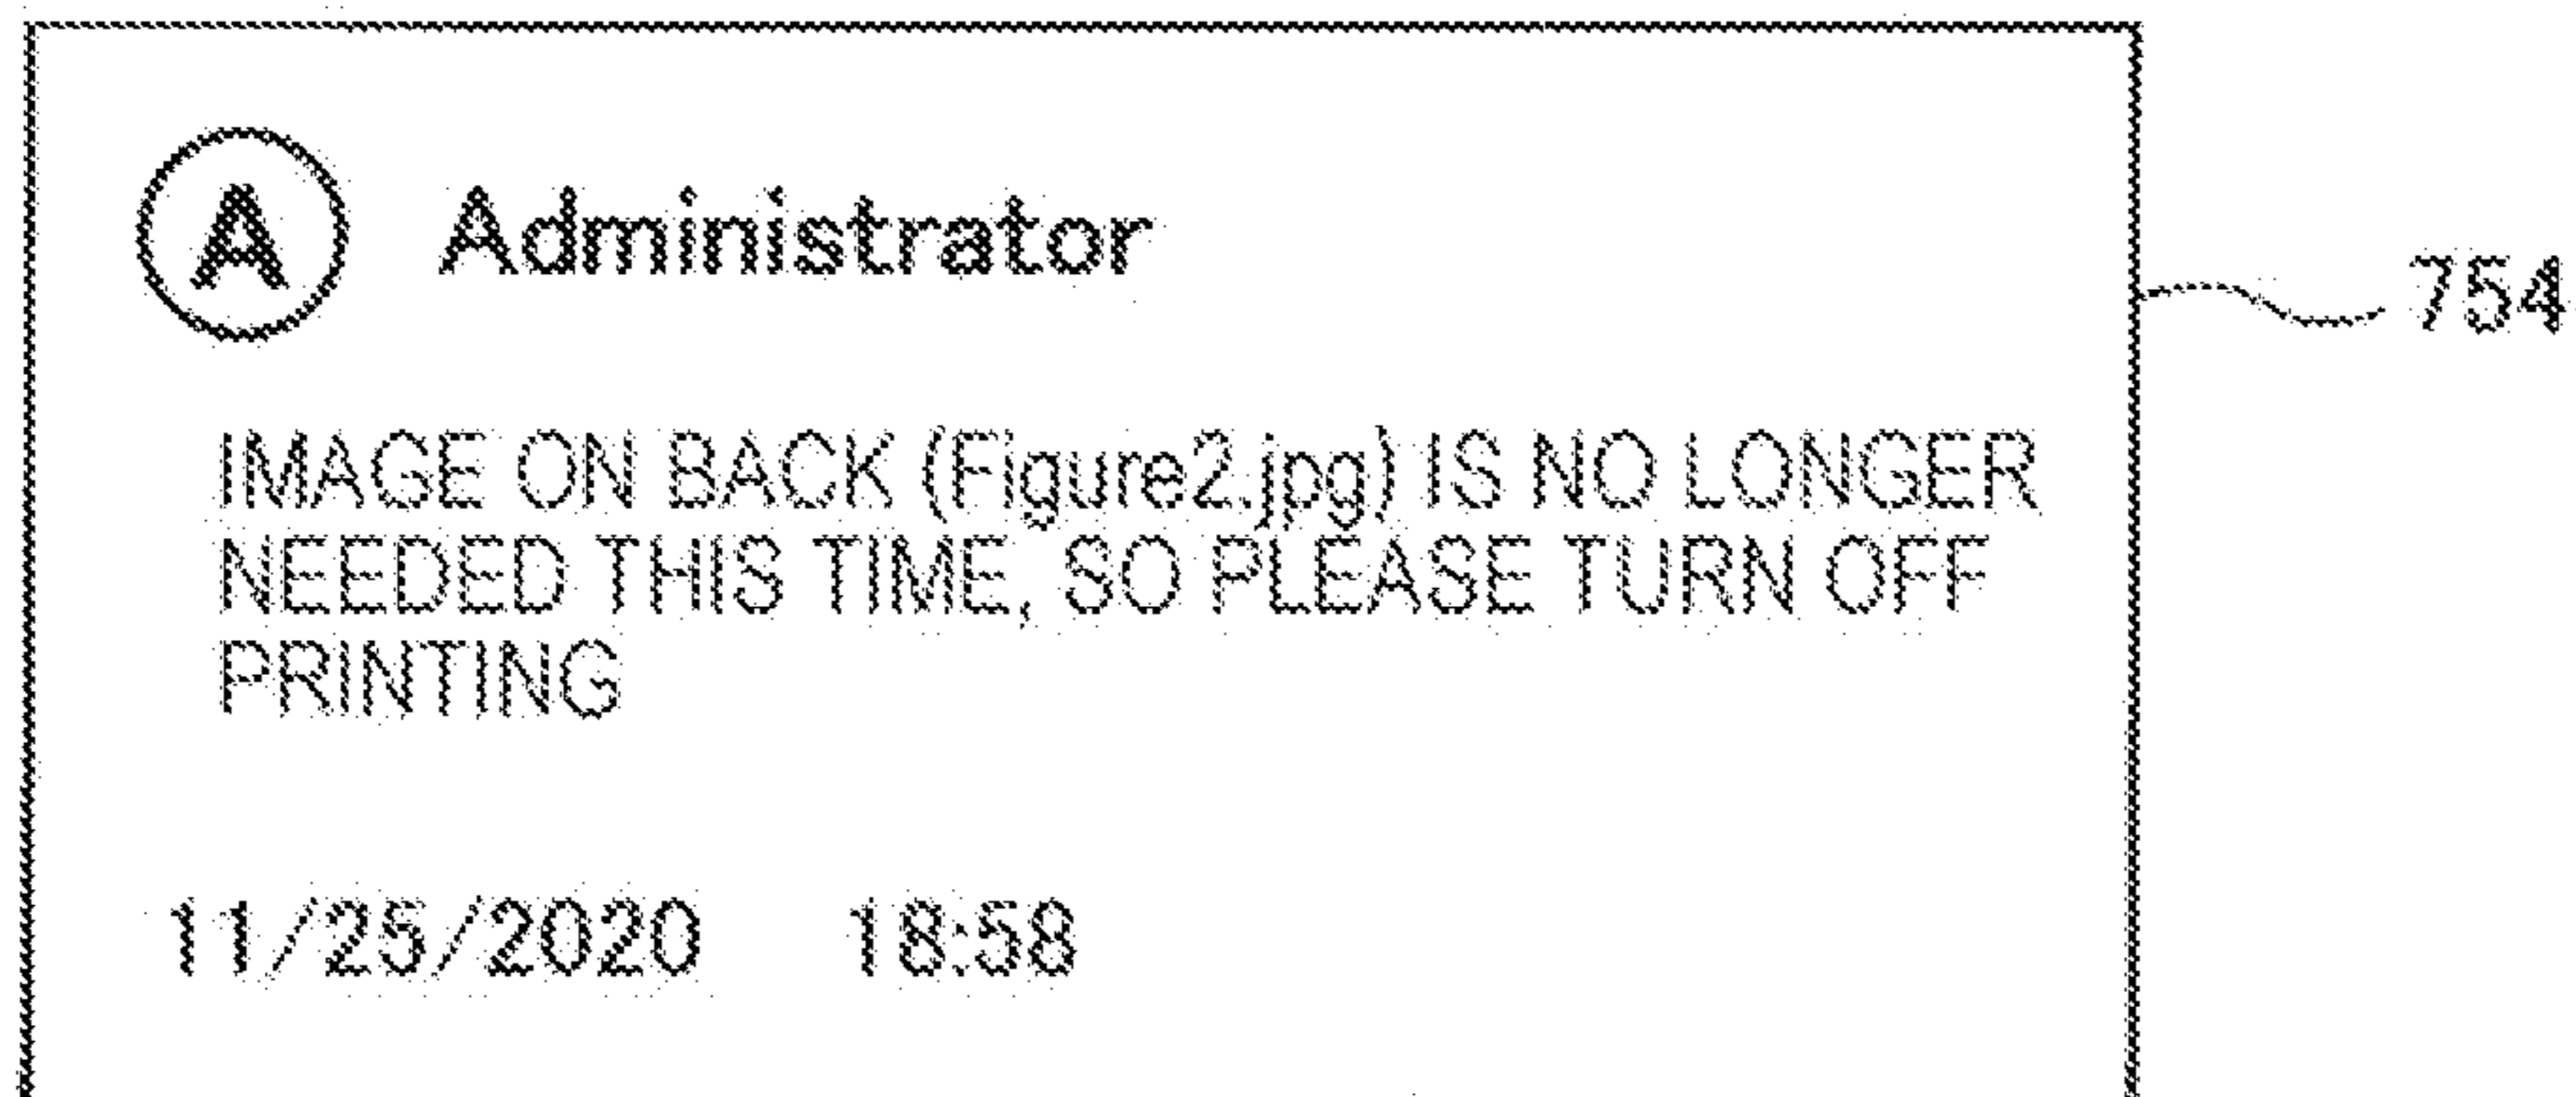 A Administrator
754
IMAGE ON BACK (Figure2.jpg) IS NO LONGER
NEEDED THIS TIME, SO PLEASE TURN OFF
PRINTING
11/25/2020 18:58